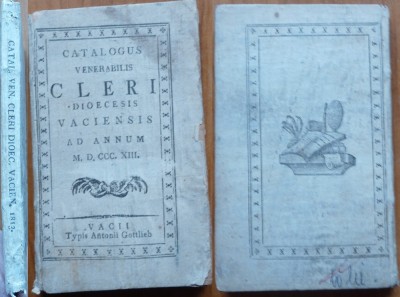 CATAL. VEN. CLERI DIOEC. VACIEN. 1813.
CATALOGUS
VENERABILIS
CLERI
DIOECESIS
VACIENSIS
AD ANNUM
M. D. CCC. XIII.
VACII
Typis Antonii Gottlieb